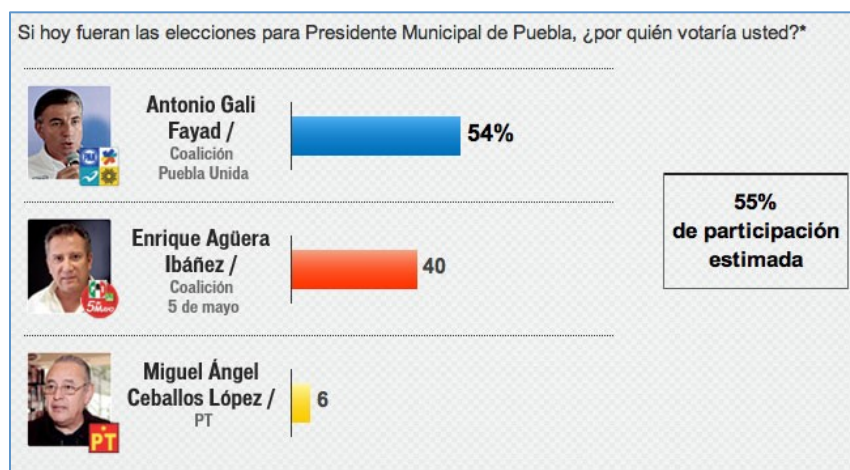 Si hoy fueran las elecciones para Presidente Municipal de Puebla, ¿por quién votaría usted?*
Antonio Gali
Fayad /
Coalición
Puebla Unida
54%
Enrique Agüera
Ibáñez /
Coalición
5 de mayo
40
Miguel Ángel
Ceballos López /
PT
6
PT
55%
de participación
estimada